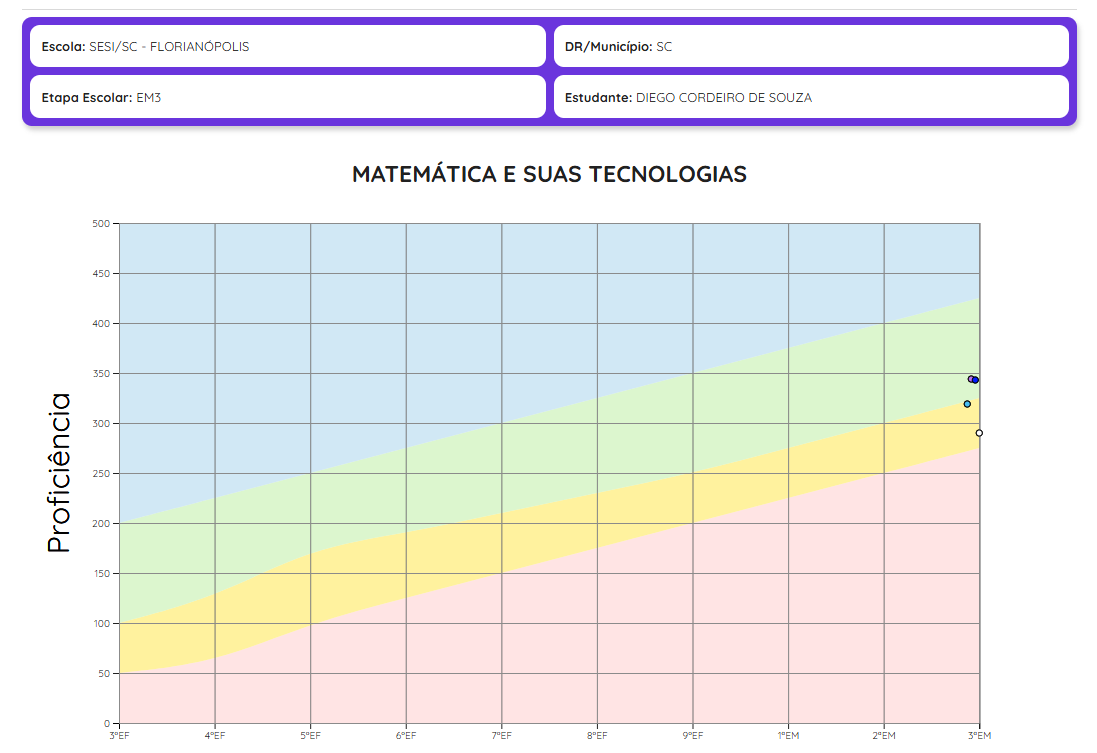 Escola: SESI/SC - FLORIANÓPOLIS
DR/Município: SC
Etapa Escolar: EM3
Estudante: DIEGO CORDEIRO DE SOUZA
MATEMÁTICA E SUAS TECNOLOGIAS
Proficiência
500
450
400
350
300
250
200
150
100
50
0
3ºEF
4ºEF
5ºEF
6ºEF
7ºEF
8ºEF
9ºEF
1ºEM
2ºEM
3ºEM